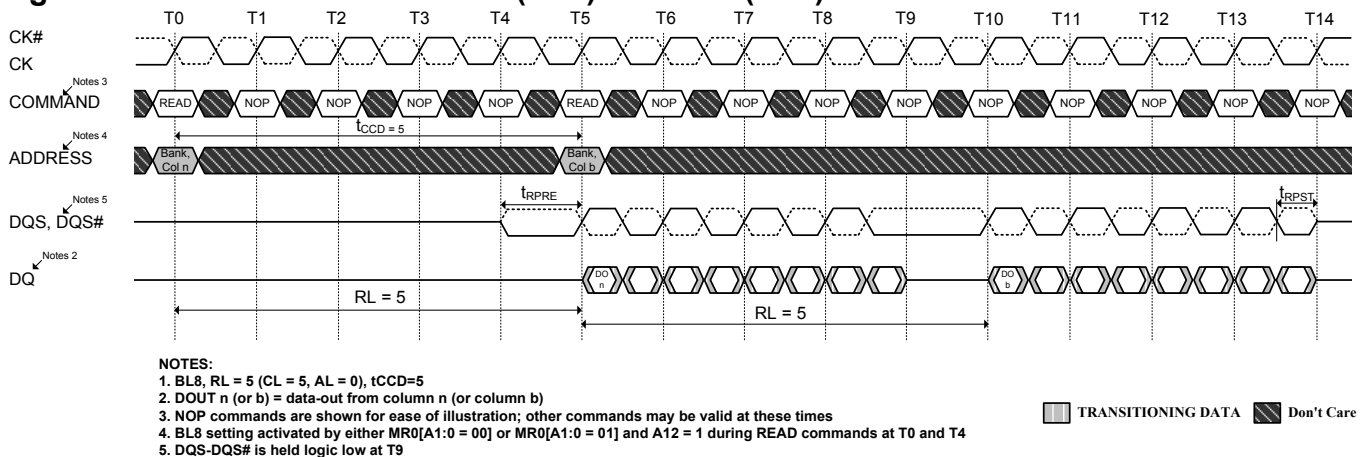 T0 T1 T2 T3 T4 T5 T6 T7 T8 T9 T10 T11 T12 T13 T14
CK#
CK
Notes 3
COMMAND
READ NOP NOP NOP NOP READ NOP NOP NOP NOP NOP NOP NOP NOP NOP
tCCD = 5
Notes 4
ADDRESS
Bank, Col n
Bank, Col b
Notes 5
DQS, DQS#
tRPRE
tRPST
Notes 2
DQ
DO n
DO b
RL = 5
RL = 5
NOTES:
1. BL8, RL = 5 (CL = 5, AL = 0), tCCD=5
2. DOUT n (or b) = data-out from column n (or column b)
3. NOP commands are shown for ease of illustration; other commands may be valid at these times
4. BL8 setting activated by either MR0[A1:0 = 00] or MR0[A1:0 = 01] and A12 = 1 during READ commands at T0 and T4
5. DQS-DQS# is held logic low at T9
TRANSITIONING DATA
Don't Care